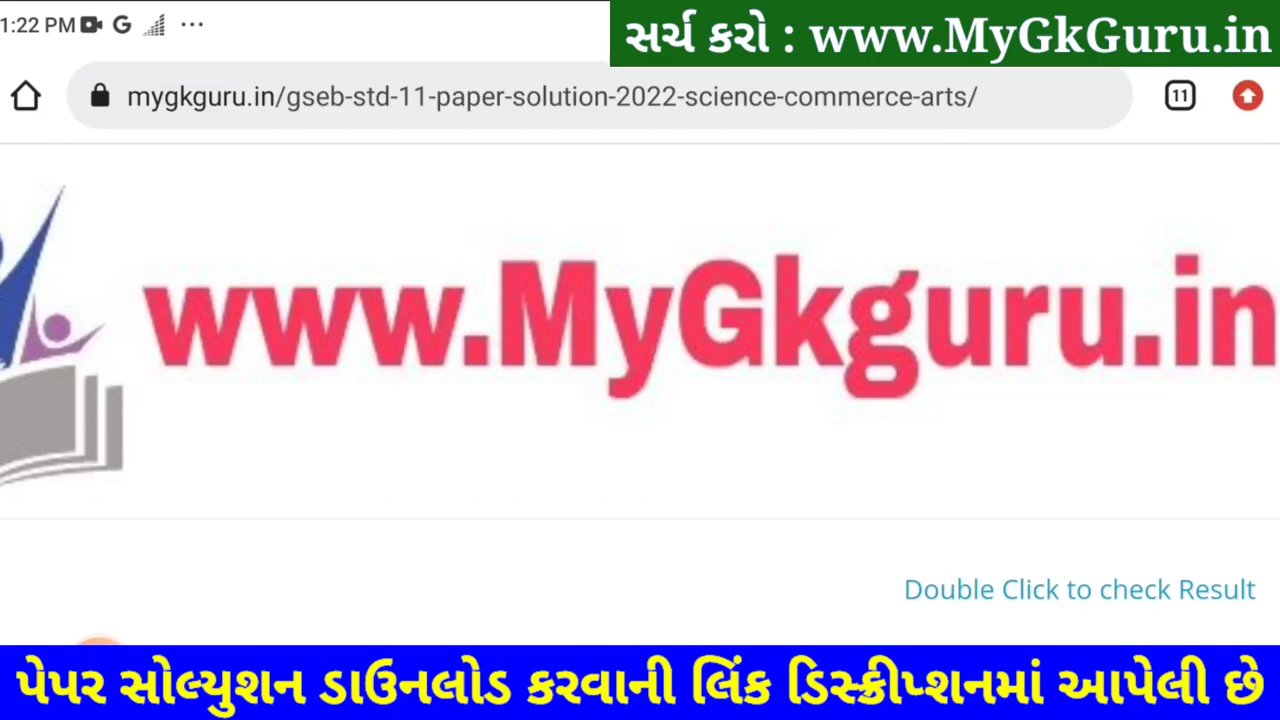 1:22 PM G ...
સર્ચ કરો : www.MyGkGuru.in
mygkguru.in/gseb-std-11-paper-solution-2022-science-commerce-arts/
11
www.MyGkguru.in
Double Click to check Result
પેપર સોલ્યુશન ડાઉનલોડ કરવાની લિંક ડિસ્ક્રીપ્શનમાં આપેલી છે